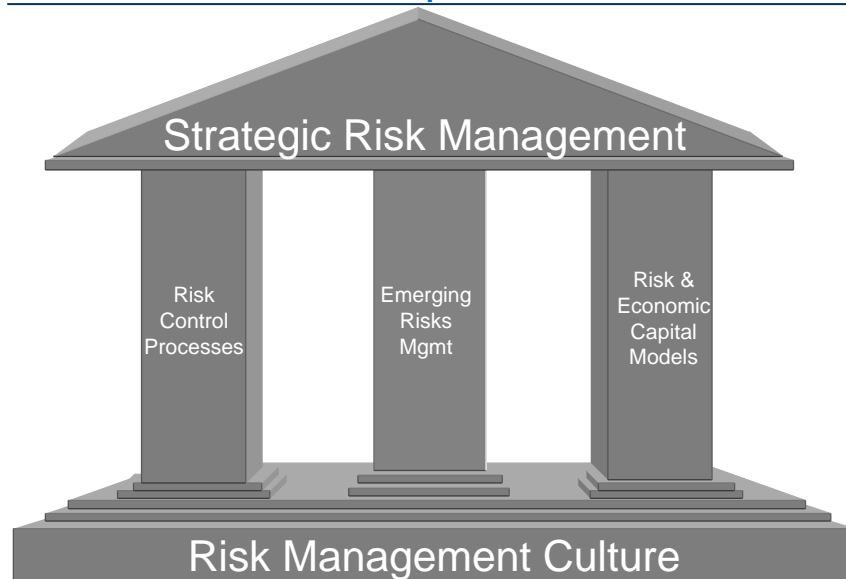 Strategic Risk Management
Risk
Control
Processes
Emerging
Risks
Mgmt
Risk &
Economic
Capital
Models
Risk Management Culture